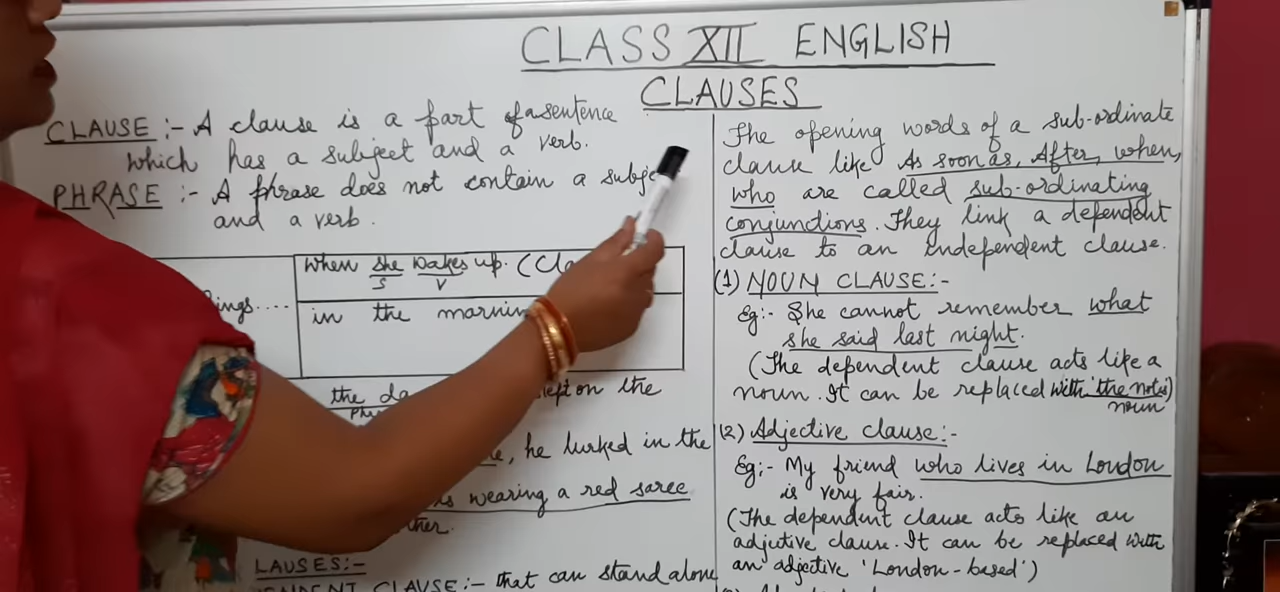 CLASS XII ENGLISH
CLAUSES
CLAUSE :- A clause is a part of a sentence
which has a subject and a verb.
PHRASE :- A phrase does not contain a
and a verb.
When she wakes up. (
S V
in the
the
kept on the
, he lurked in the
is wearing a red saree
:-
CLAUSE :- that can stand alone
The opening words of a sub-ordinate
clause like As soon as, After, when,
who are called sub-ordinating
conjunctions. They link a dependent
clause to an independent clause.
(1) NOUN CLAUSE:-
Eg:- She cannot remember what
she said last night.
(The dependent clause acts like a
noun. It can be replaced with 'the notes')
noun
(2) Adjective clause:-
Eg:- My friend who lives in London
is very fair.
(The dependent clause acts like an
adjective clause. It can be replaced with
an adjective 'London-based')